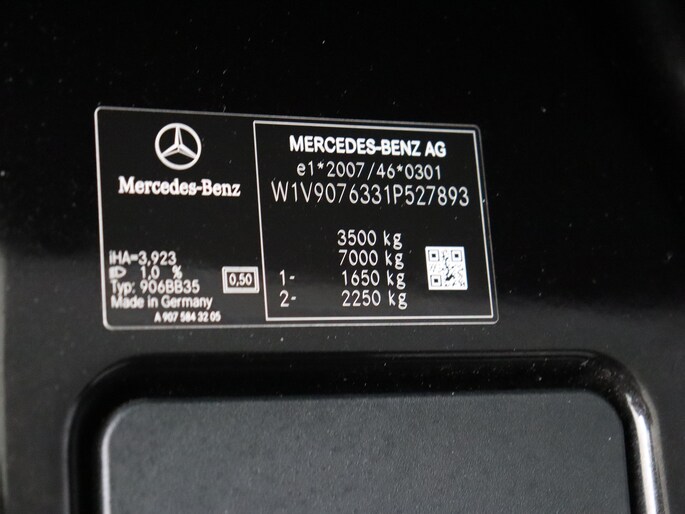 Mercedes-Benz
iHA=3,923
1,0 %
Typ: 906BB35
Made in Germany
0,50
A 907 584 32 05
MERCEDES-BENZ AG
e1*2007/46*0301
W1V9076331P527893
3500 kg
7000 kg
1- 1650 kg
2- 2250 kg